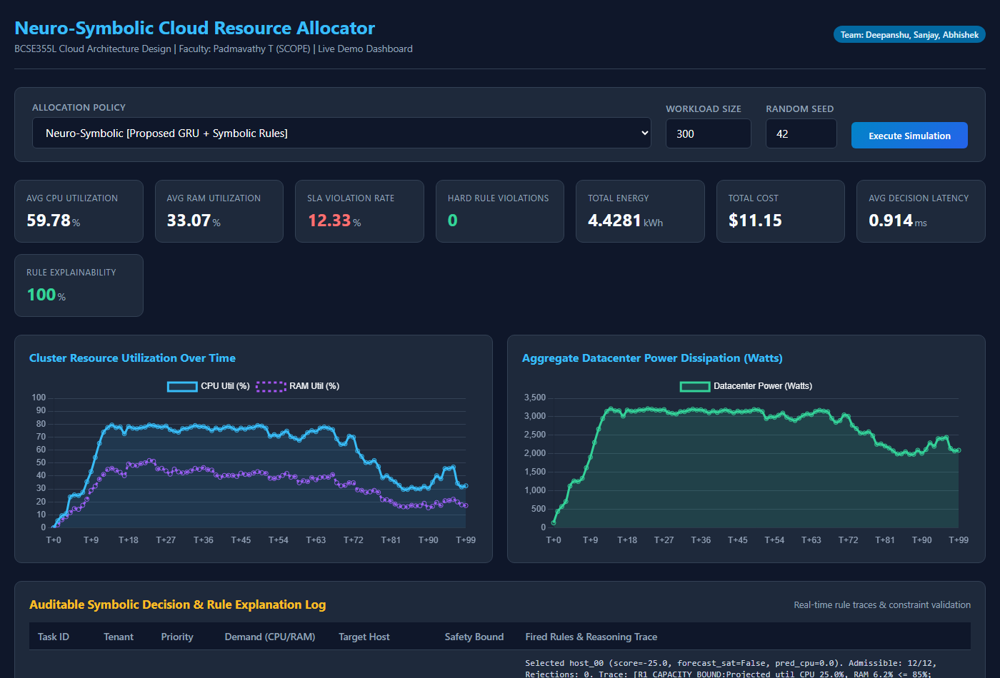 Neuro-Symbolic Cloud Resource Allocator
BCSE355L Cloud Architecture Design | Faculty: Padmavathy T (SCOPE) | Live Demo Dashboard
Team: Deepanshu, Sanjay, Abhishek
ALLOCATION POLICY
Neuro-Symbolic [Proposed GRU + Symbolic Rules]
WORKLOAD SIZE
300
RANDOM SEED
42
Execute Simulation
AVG CPU UTILIZATION
59.78 %
AVG RAM UTILIZATION
33.07 %
SLA VIOLATION RATE
12.33 %
HARD RULE VIOLATIONS
0
TOTAL ENERGY
4.4281 kWh
TOTAL COST
$11.15
AVG DECISION LATENCY
0.914 ms
RULE EXPLAINABILITY
100 %
Cluster Resource Utilization Over Time
CPU Util (%) RAM Util (%)
100
90
80
70
60
50
40
30
20
10
0
T+0 T+9 T+18 T+27 T+36 T+45 T+54 T+63 T+72 T+81 T+90 T+99
Aggregate Datacenter Power Dissipation (Watts)
Datacenter Power (Watts)
3,500
3,000
2,500
2,000
1,500
1,000
500
0
T+0 T+9 T+18 T+27 T+36 T+45 T+54 T+63 T+72 T+81 T+90 T+99
Auditable Symbolic Decision & Rule Explanation Log
Real-time rule traces & constraint validation
Task ID Tenant Priority Demand (CPU/RAM) Target Host Safety Bound Fired Rules & Reasoning Trace
Selected host_00 (score=-25.0, forecast_sat=False, pred_cpu=0.0). Admissible: 12/12,
Rejections: 0. Trace: [R1_CAPACITY_BOUND:Projected util CPU 25.0%, RAM 6.2% <= 85%;